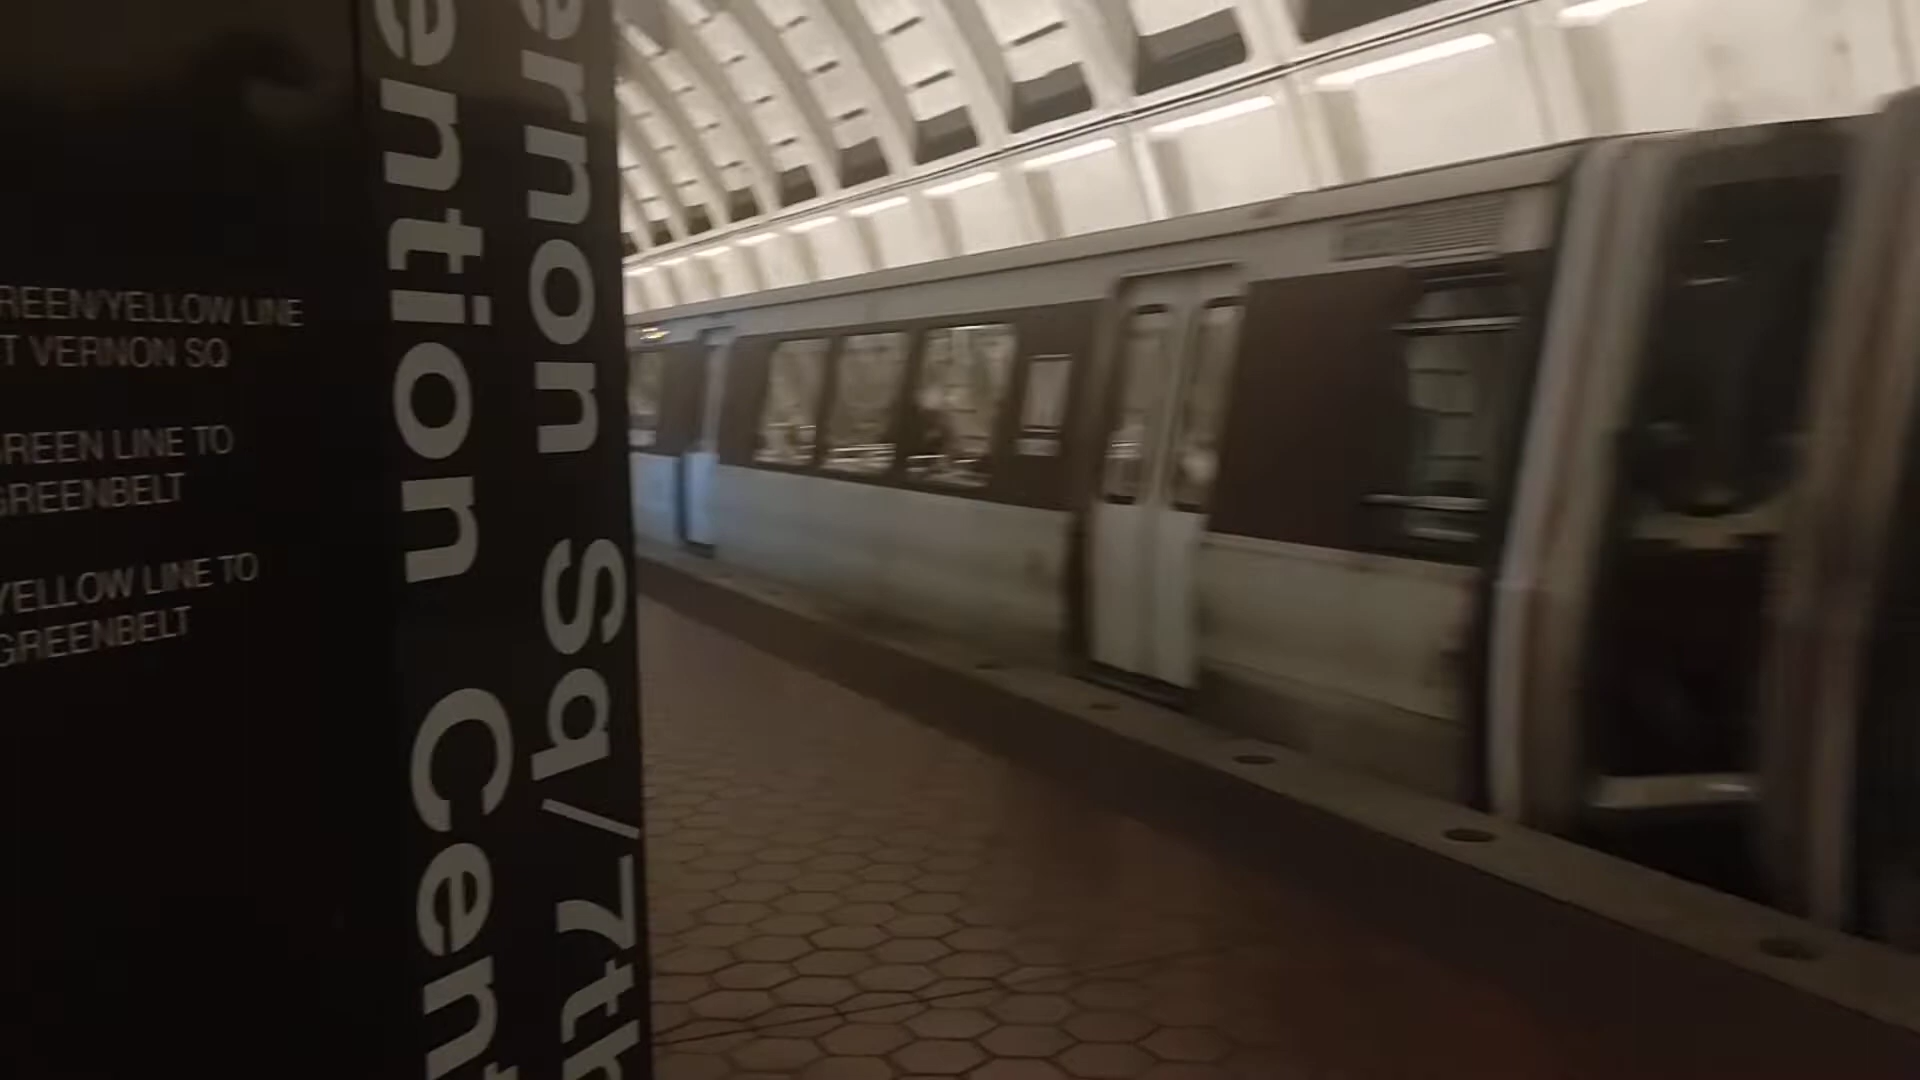 REEN/YELLOW LINE
T VERNON SQ
REEN LINE TO
GREENBELT
YELLOW LINE TO
GREENBELT
ernon Sq/7th
ention Cen